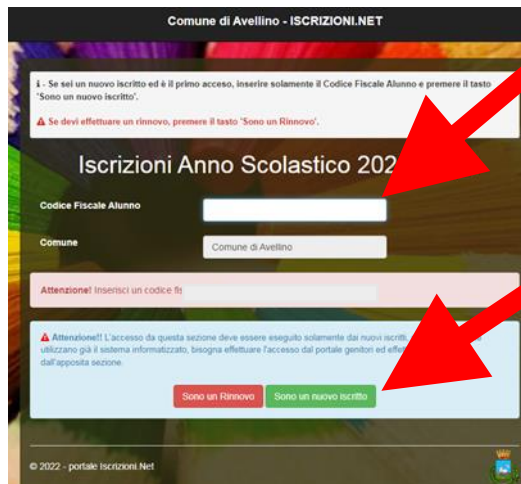 Comune di Avellino - ISCRIZIONI.NET
i - Se sei un nuovo iscritto ed è il primo accesso, inserire solamente il Codice Fiscale Alunno e premere il tasto
'Sono un nuovo iscritto'.
Se devi effettuare un rinnovo, premere il tasto 'Sono un Rinnovo'.
Iscrizioni Anno Scolastico 202
Codice Fiscale Alunno
Comune
Comune di Avellino
Attenzione! Inserisci un codice fis
Attenzione!! L'accesso da questa sezione deve essere eseguito solamente dai nuovi iscritti,
utilizzano già il sistema informatizzato, bisogna effettuare l'accesso dal portale genitori ed effet
dall'apposita sezione.
Sono un Rinnovo
Sono un nuovo iscritto
© 2022 - portale Iscrizioni.Net